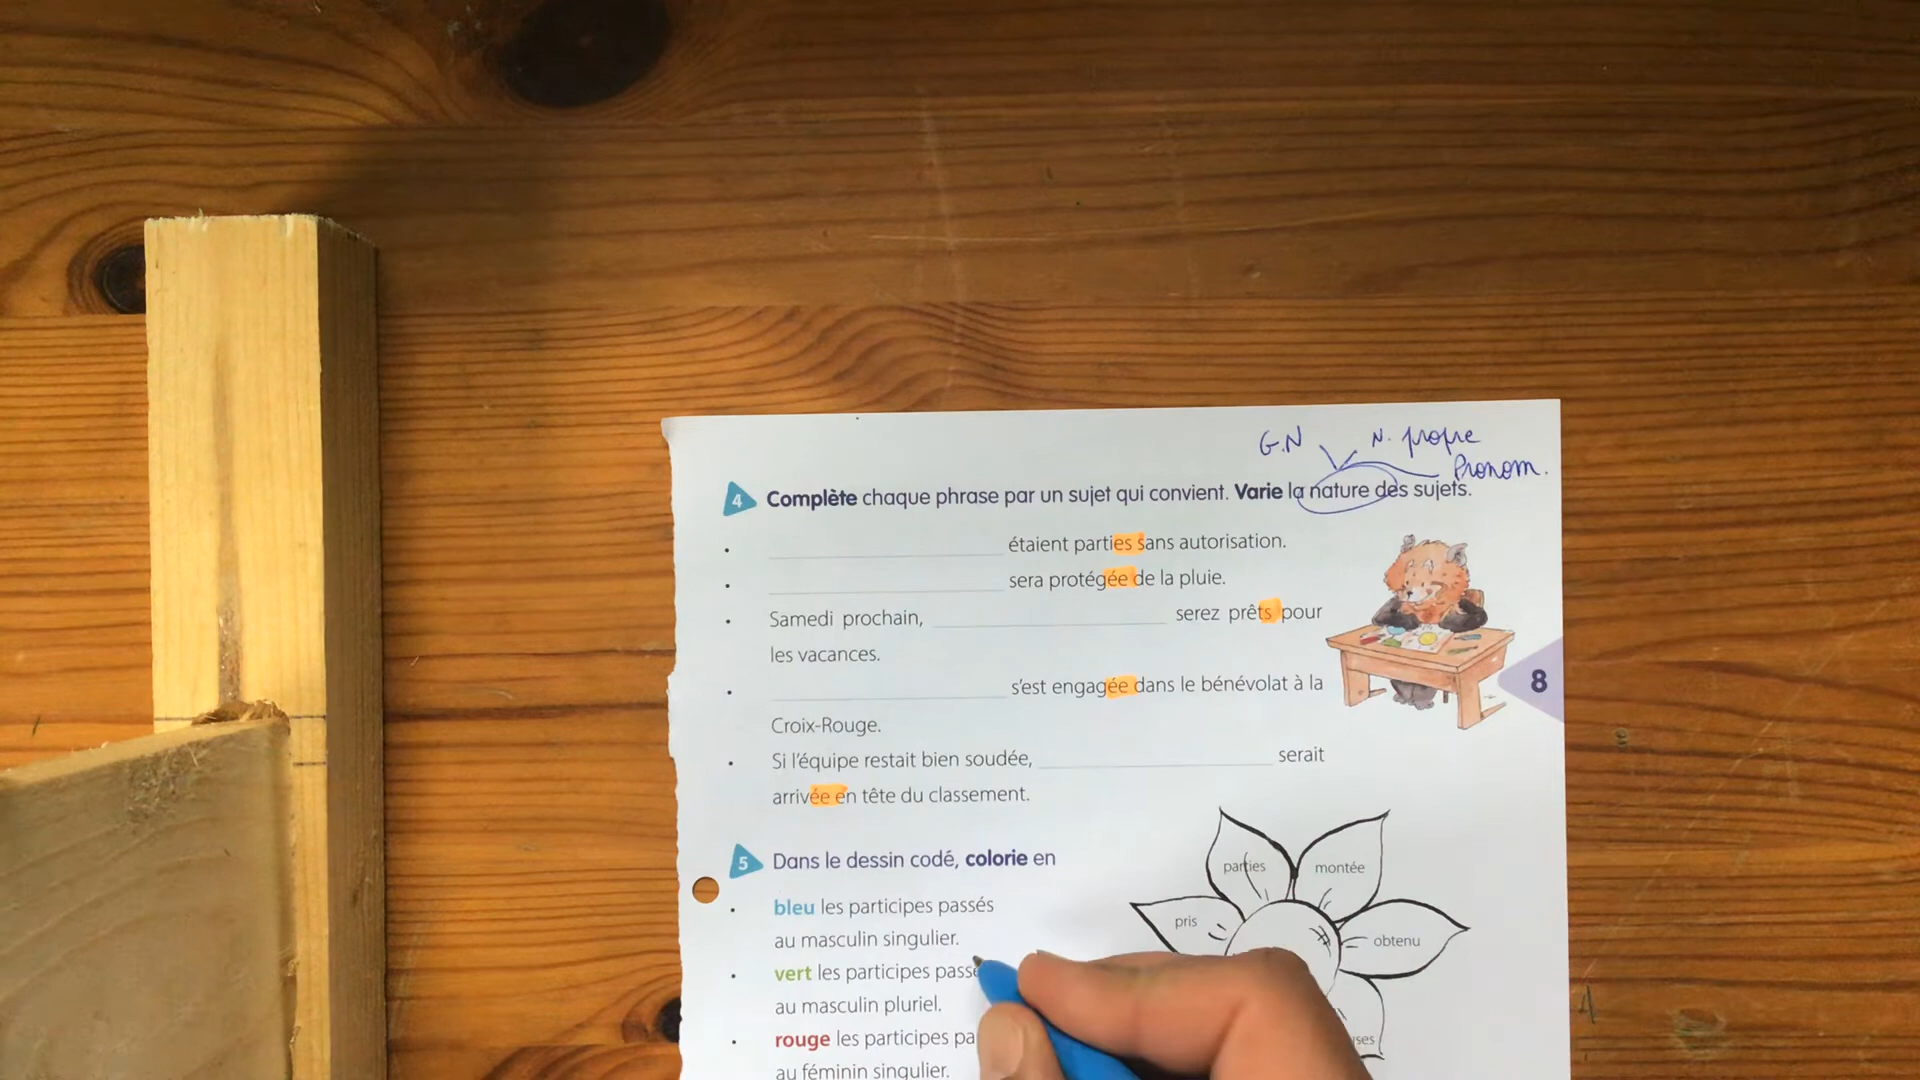 G.N N. propre
Pronom.
4 Complète chaque phrase par un sujet qui convient. Varie la nature des sujets.
• étaient parties sans autorisation.
• sera protégée de la pluie.
• Samedi prochain, serez prêts pour
les vacances.
• s'est engagée dans le bénévolat à la
Croix-Rouge.
• Si l'équipe restait bien soudée, serait
arrivée en tête du classement.
8
5 Dans le dessin codé, colorie en
• bleu les participes passés
au masculin singulier.
• vert les participes
au masculin pluriel.
• rouge les participes
au féminin singulier.
parties montée
pris obtenu